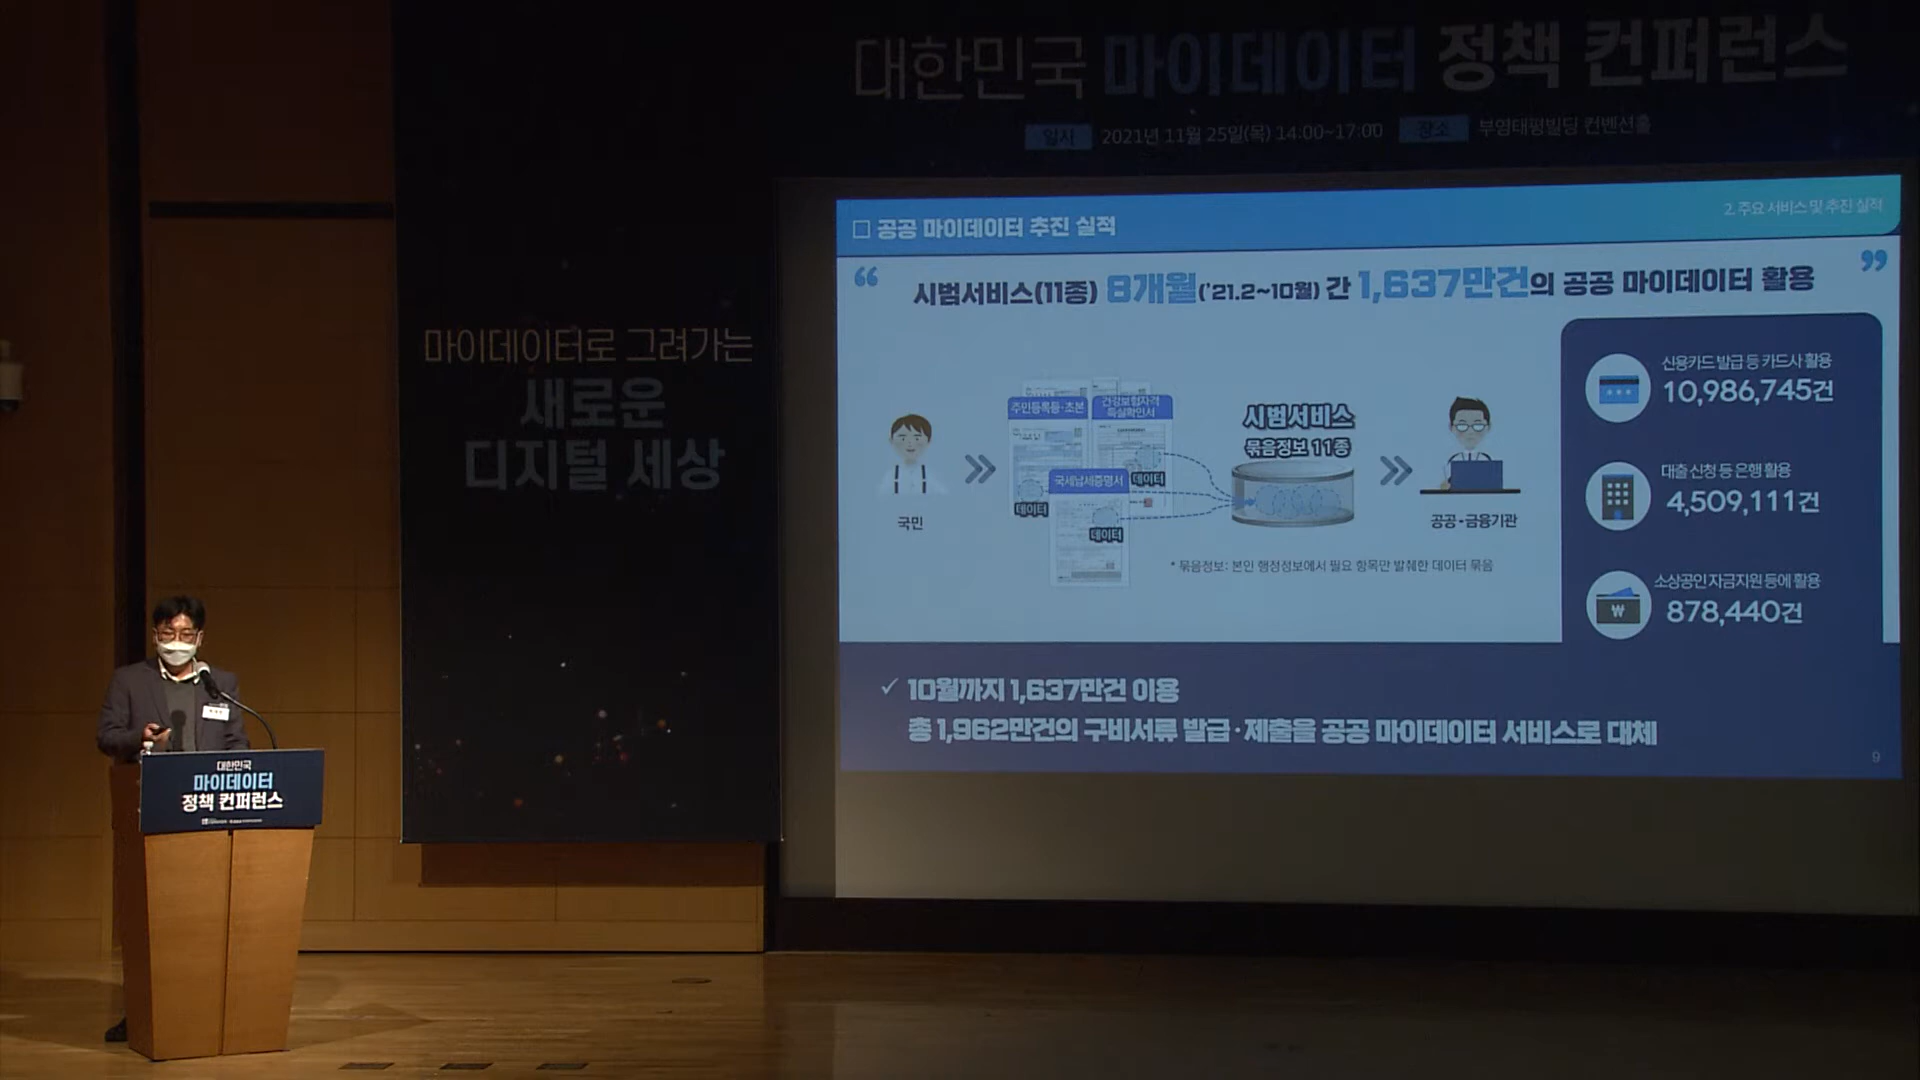 대한민국 마이데이터 정책 컨퍼런스
일시 2021년 11월 25일(목) 14:00~17:00 장소 부영태평빌딩 컨벤션홀
마이데이터로 그려가는
새로운
디지털 세상
□ 공공 마이데이터 추진 실적
2. 주요 서비스 및 추진 실적
“ 시범서비스(11종) 8개월('21.2~10월) 간 1,637만건의 공공 마이데이터 활용 ”
국민
주민등록등·초본
데이터
건강보험자격
득실확인서
데이터
국세납세증명서
데이터
시범서비스
묶음정보 11종
공공·금융기관
* 묶음정보: 본인 행정정보에서 필요 항목만 발췌한 데이터 묶음
신용카드 발급 등 카드사 활용
10,986,745건
대출 신청 등 은행 활용
4,509,111건
소상공인 자금지원 등에 활용
878,440건
✓ 10월까지 1,637만건 이용
총 1,962만건의 구비서류 발급·제출을 공공 마이데이터 서비스로 대체
9
대한민국
마이데이터
정책 컨퍼런스